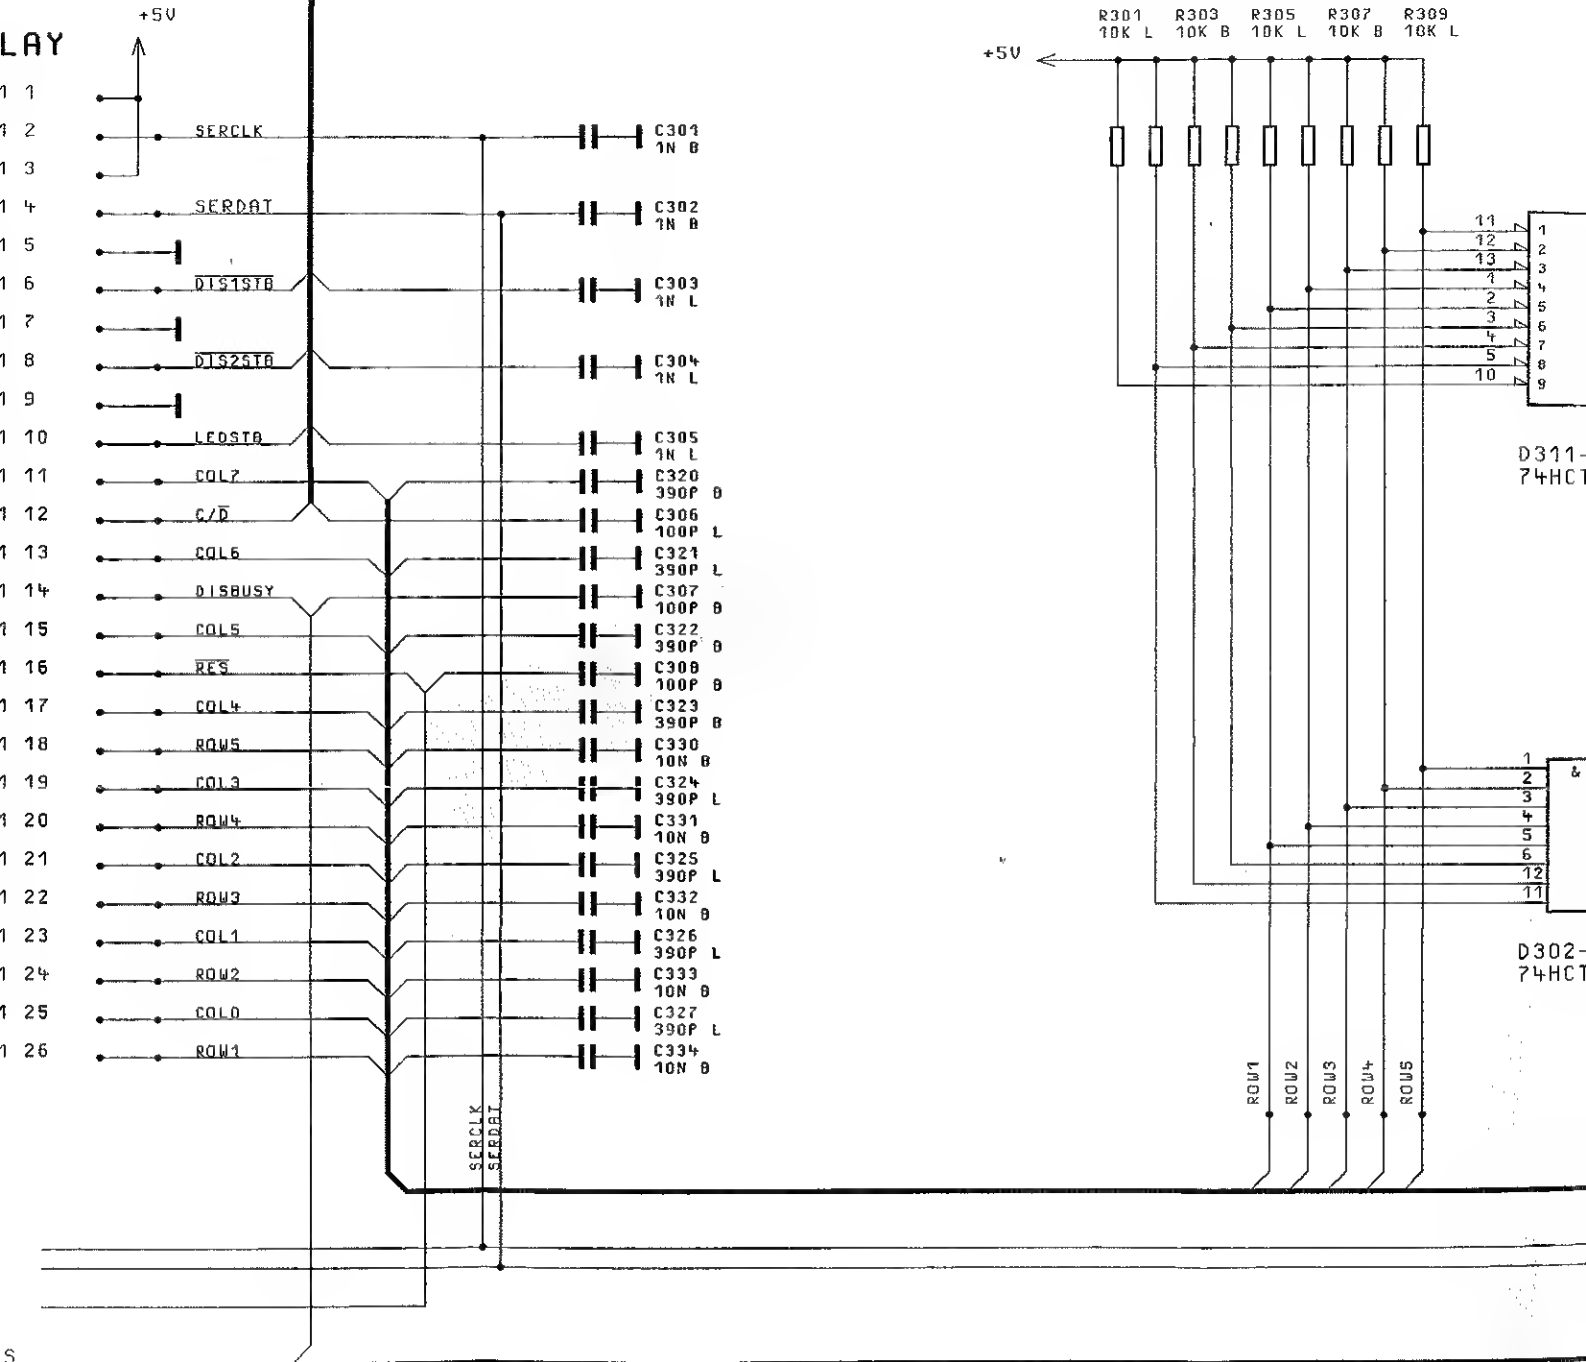 +5V
LAY
1 1
1 2 SERCLK C301
1N B
1 3
1 4 SERDAT C302
1N B
1 5
1 6 DIS1STB C303
1N L
1 7
1 8 DIS2STB C304
1N L
1 9
1 10 LEDSTB C305
1N L
1 11 COL7 C320
390P B
1 12 C/D C306
100P L
1 13 COL6 C321
390P L
1 14 DISBUSY C307
100P B
1 15 COL5 C322
390P B
1 16 RES C308
100P B
1 17 COL4 C323
390P B
1 18 ROW5 C330
10N B
1 19 COL3 C324
390P L
1 20 ROW4 C331
10N B
1 21 COL2 C325
390P L
1 22 ROW3 C332
10N B
1 23 COL1 C326
390P L
1 24 ROW2 C333
10N B
1 25 COL0 C327
390P L
1 26 ROW1 C334
10N B
SERCLK
SERDAT
S
R301 R303 R305 R307 R309
10K L 10K B 10K L 10K B 10K L
+5V
11 1
12 2
13 3
1 4
2 5
3 6
4 7
5 8
10 9
D311-
74HCT
1 &
2
3
4
5
6
12
11
D302-
74HCT
ROW1
ROW2
ROW3
ROW4
ROW5